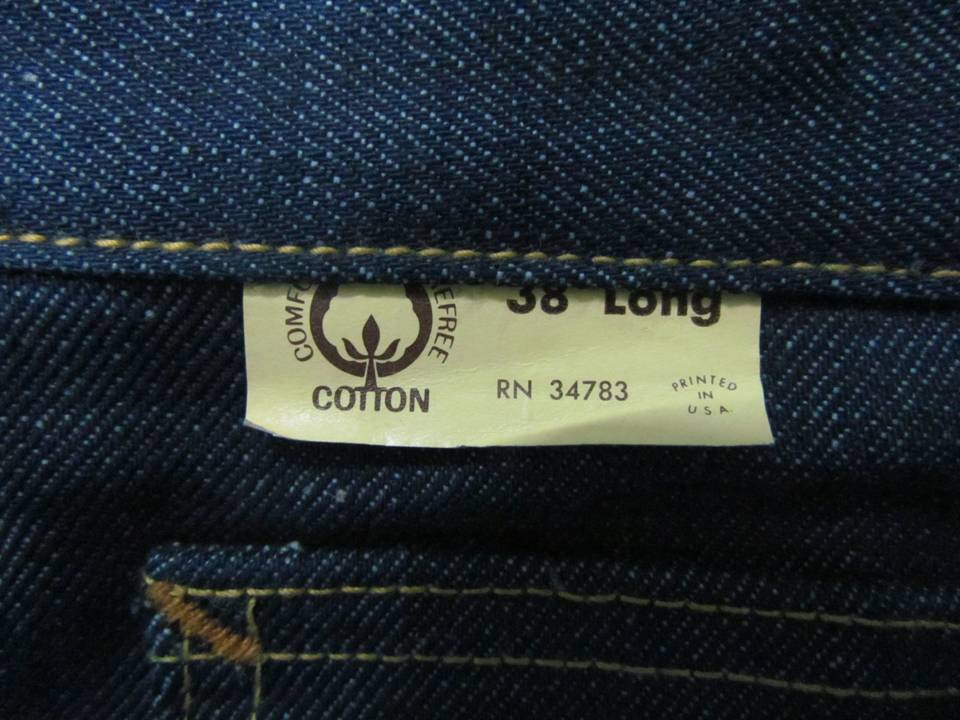 38 Long
COTTON
RN 34783
PRINTED
IN
U.S.A.